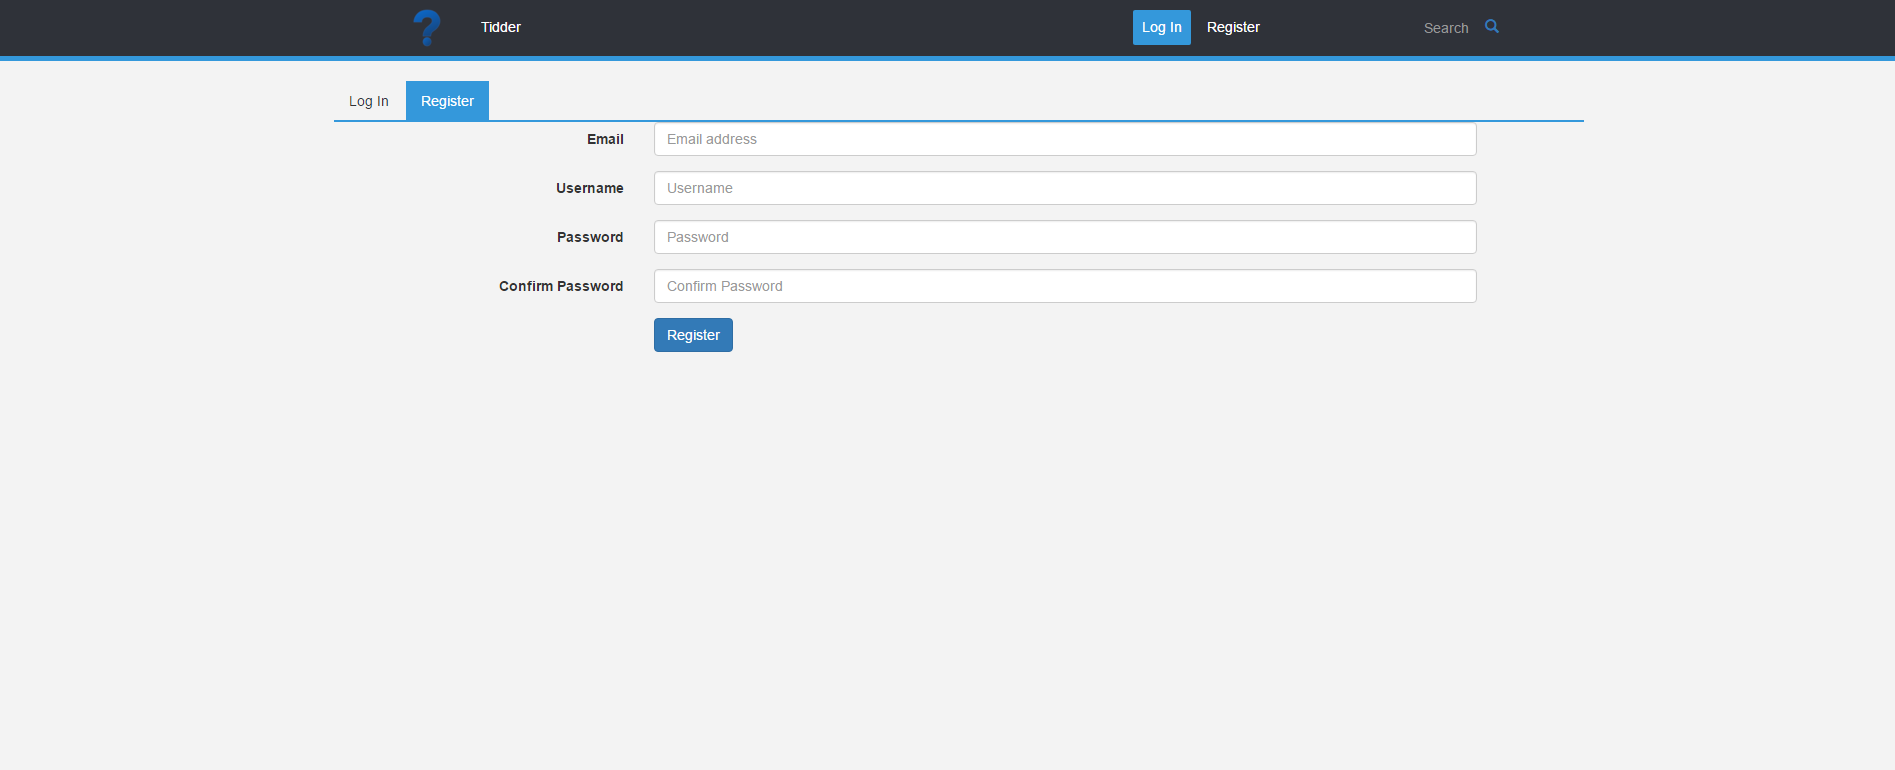 Tidder Log In Register Search
Log In Register
Email Email address
Username Username
Password Password
Confirm Password Confirm Password
Register